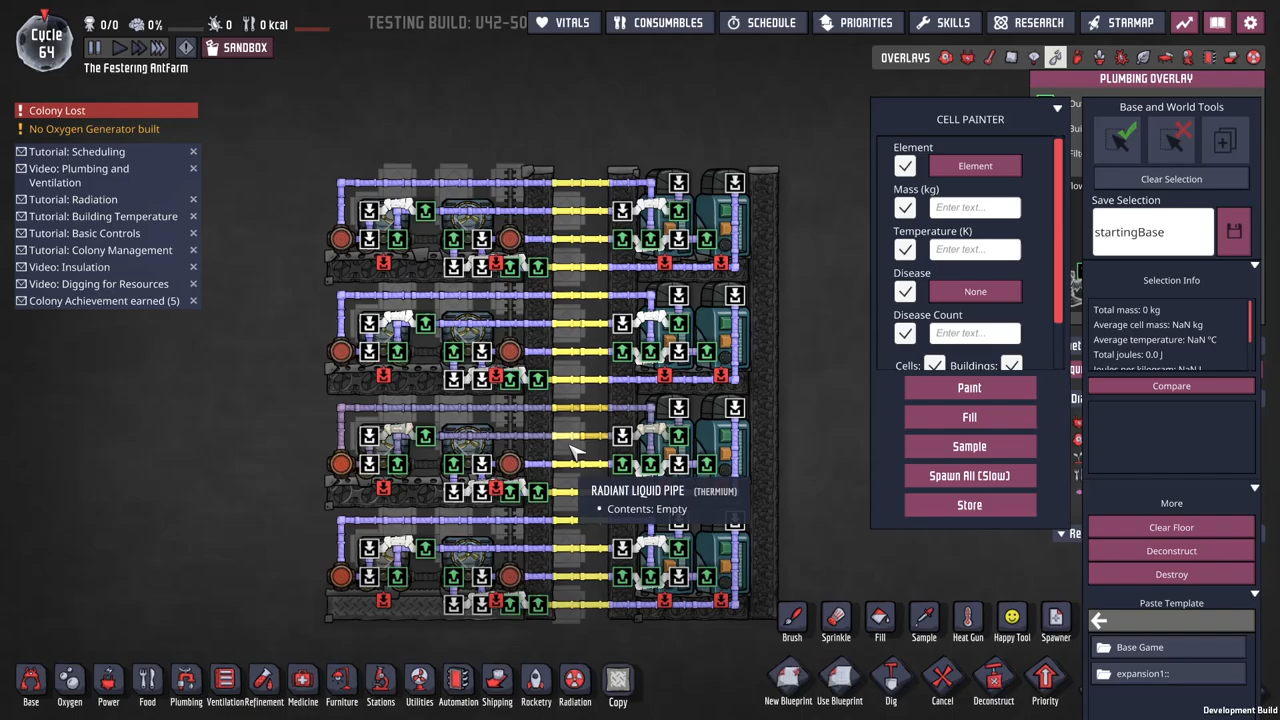 Cycle
64
0/0
0%
0
0 kcal
TESTING BUILD: U42-50
VITALS
CONSUMABLES
SCHEDULE
PRIORITIES
SKILLS
RESEARCH
STARMAP
SANDBOX
The Festering AntFarm
OVERLAYS
PLUMBING OVERLAY
! Colony Lost
! No Oxygen Generator built
Tutorial: Scheduling
Video: Plumbing and
Ventilation
Tutorial: Radiation
Tutorial: Building Temperature
Tutorial: Basic Controls
Tutorial: Colony Management
Video: Insulation
Video: Digging for Resources
Colony Achievement earned (5)
CELL PAINTER
Element
Element
Mass (kg)
Enter text...
Temperature (K)
Enter text...
Disease
None
Disease Count
Enter text...
Cells:
Buildings:
Paint
Fill
Sample
Spawn All (Slow)
Store
Base and World Tools
Clear Selection
Save Selection
startingBase
Selection Info
Total mass: 0 kg
Average cell mass: NaN kg
Average temperature: NaN °C
Total joules: 0.0 J
Joules per kilogram: NaN J
Compare
More
Clear Floor
Deconstruct
Destroy
Paste Template
Base Game
expansion1::
Re
RADIANT LIQUID PIPE (THERMIUM)
• Contents: Empty
Brush
Sprinkle
Fill
Sample
Heat Gun
Happy Tool
Spawner
New Blueprint
Use Blueprint
Dig
Cancel
Deconstruct
Priority
Base
Oxygen
Power
Food
Plumbing
Ventilation
Refinement
Medicine
Furniture
Stations
Utilities
Automation
Shipping
Rocketry
Radiation
Copy
Development Build